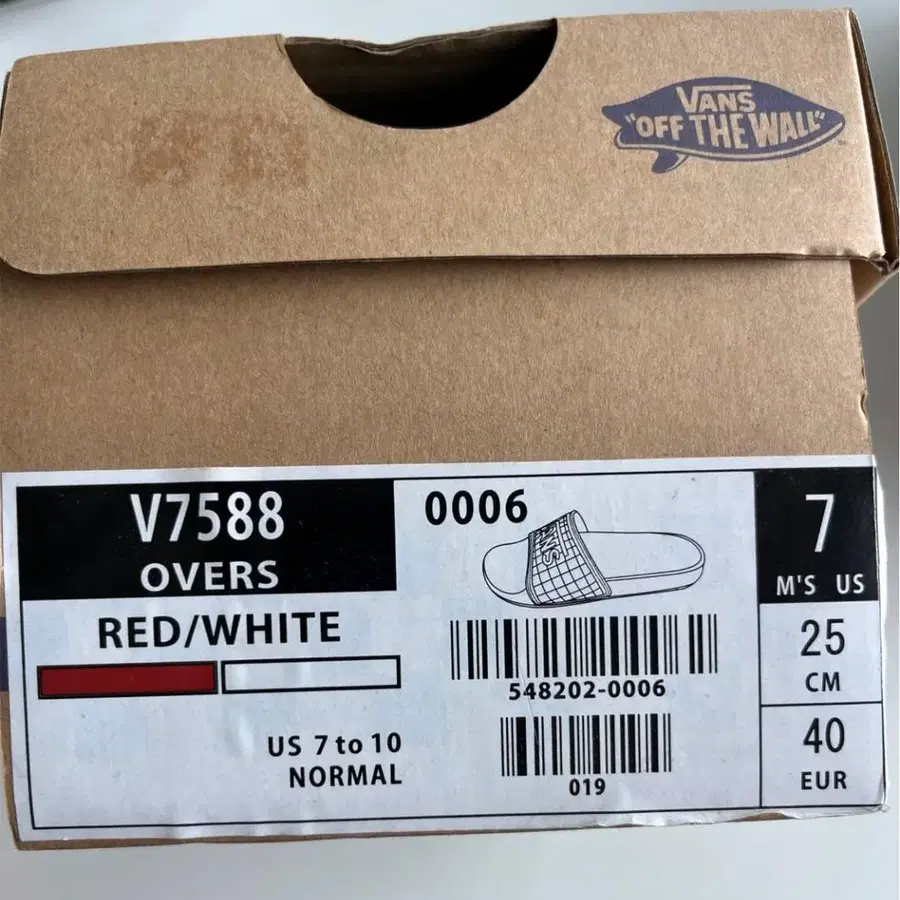 VANS
"OFF THE WALL"
V7588
OVERS
RED/WHITE
US 7 to 10
NORMAL
0006
ANS
548202-0006
019
7
M'S US
25
CM
40
EUR